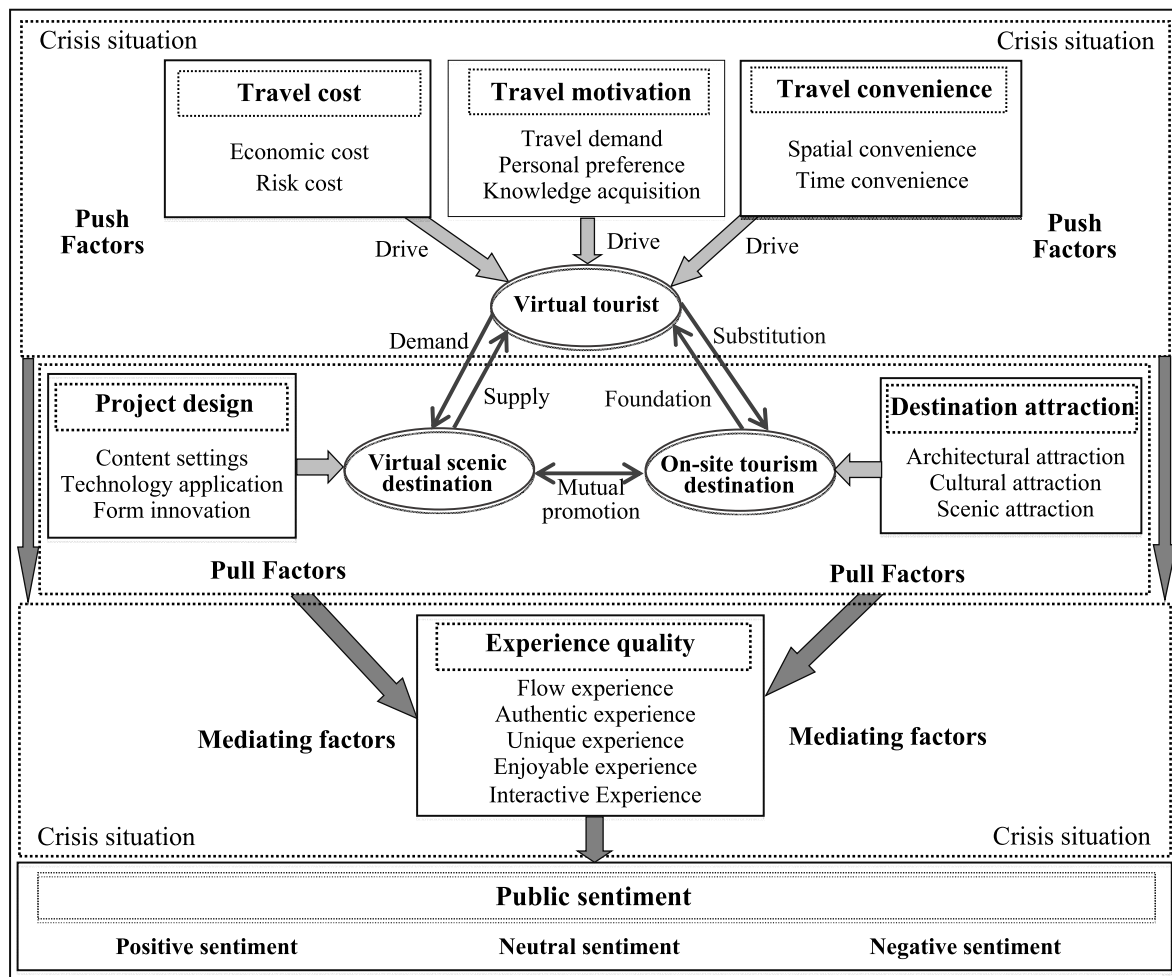 Crisis situation
Crisis situation
Travel cost
Economic cost
Risk cost
Travel motivation
Travel demand
Personal preference
Knowledge acquisition
Travel convenience
Spatial convenience
Time convenience
Push
Factors
Push
Factors
Drive
Drive
Drive
Virtual tourist
Demand
Substitution
Supply
Foundation
Project design
Content settings
Technology application
Form innovation
Virtual scenic
destination
Mutual
promotion
On-site tourism
destination
Destination attraction
Architectural attraction
Cultural attraction
Scenic attraction
Pull Factors
Pull Factors
Experience quality
Flow experience
Authentic experience
Unique experience
Enjoyable experience
Interactive Experience
Mediating factors
Mediating factors
Crisis situation
Crisis situation
Public sentiment
Positive sentiment
Neutral sentiment
Negative sentiment